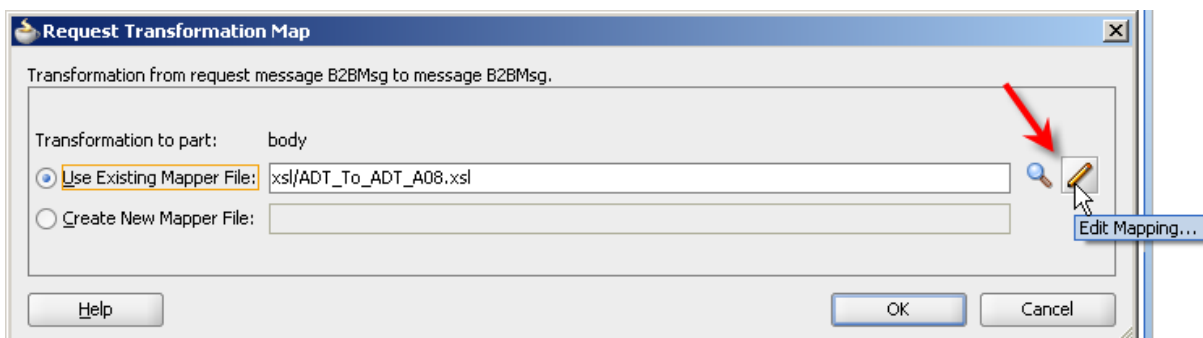 Request Transformation Map
Transformation from request message B2BMsg to message B2BMsg.
Transformation to part: body
Use Existing Mapper File: xsl/ADT_To_ADT_A08.xsl
Create New Mapper File:
Edit Mapping...
Help OK Cancel